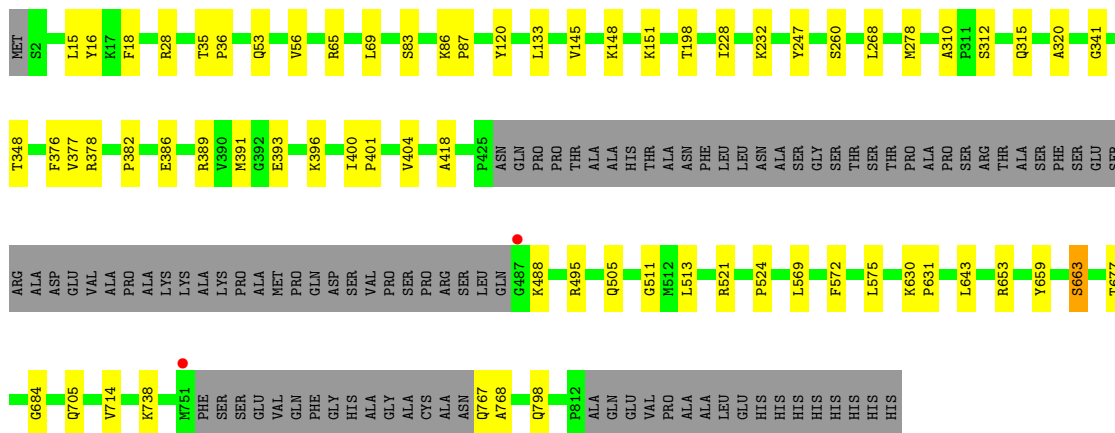 MET S2 L15 Y16 K17 F18 R28 T35 P36 Q53 V56 R65 L69 S83 K86 P87 Y120 L133 V145 K148 K151 T198 I228 K232 Y247 S260 L268 M278 A310 P311 S312 Q315 A320 G341
T348 F376 V377 R378 P382 E386 R389 V390 M391 G392 E393 K396 I400 P401 V404 A418 P425 ASN GLN PRO PRO THR ALA ALA HIS THR ALA ASN PHE LEU LEU ASN ALA SER GLY SER THR SER THR PRO ALA PRO SER ARG THR ALA SER PHE SER GLU SER
ARG ALA ASP GLU VAL ALA PRO ALA LYS LYS ALA LYS PRO ALA MET PRO GLN ASP SER VAL PRO SER PRO ARG SER LEU GLN G487 K488 R495 Q505 G511 M512 L513 R521 P524 L569 F572 L575 K630 P631 L643 R653 Y659 S663 T677
G684 Q705 V714 K738 M751 PHE SER SER GLU VAL GLN PHE GLY HIS ALA GLY ALA CYS ALA ASN Q767 A768 Q798 P812 ALA GLN GLU VAL PRO ALA ALA LEU GLU HIS HIS HIS HIS HIS HIS HIS HIS